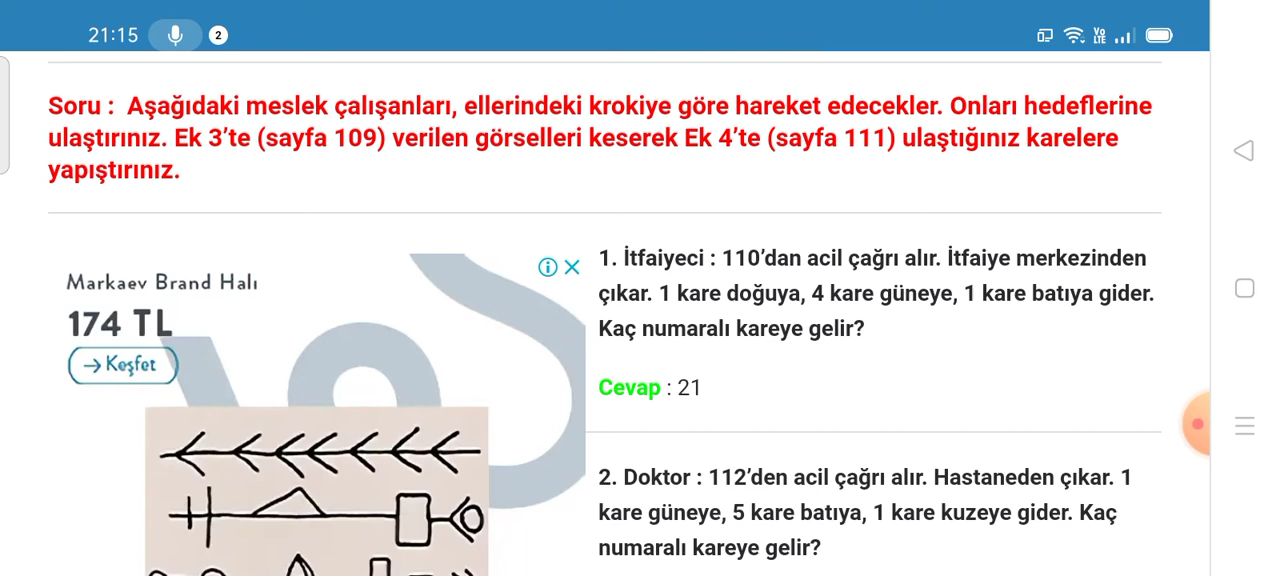 21:15
2
Vo
LTE
Soru : Aşağıdaki meslek çalışanları, ellerindeki krokiye göre hareket edecekler. Onları hedeflerine
ulaştırınız. Ek 3’te (sayfa 109) verilen görselleri keserek Ek 4’te (sayfa 111) ulaştığınız karelere
yapıştırınız.
Markaev Brand Halı
174 TL
→ Keşfet
1. İtfaiyeci : 110’dan acil çağrı alır. İtfaiye merkezinden
çıkar. 1 kare doğuya, 4 kare güneye, 1 kare batıya gider.
Kaç numaralı kareye gelir?
Cevap : 21
2. Doktor : 112’den acil çağrı alır. Hastaneden çıkar. 1
kare güneye, 5 kare batıya, 1 kare kuzeye gider. Kaç
numaralı kareye gelir?